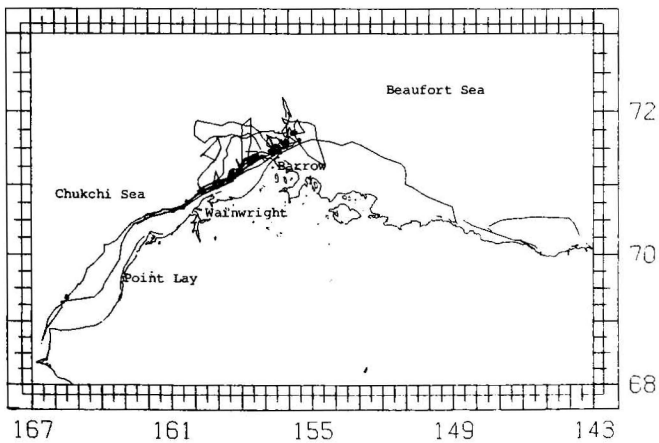 Beaufort Sea
72
Barrow
Chukchi Sea
Wainwright
70
Point Lay
68
167 161 155 149 143